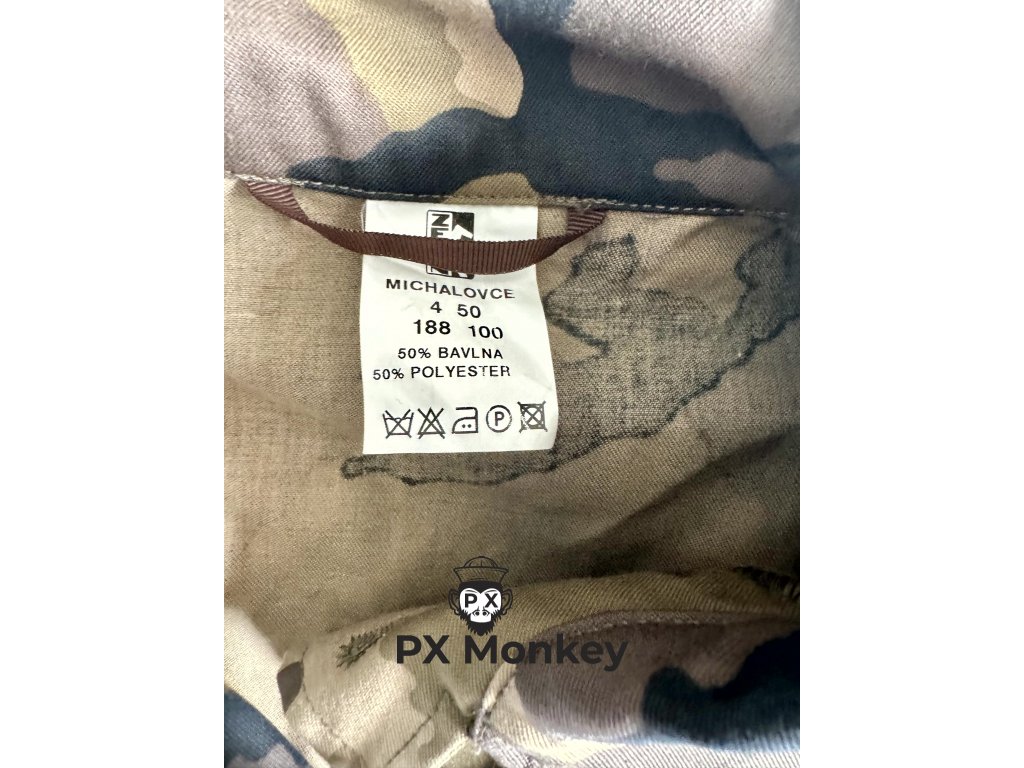 MICHALOVCE
4 50
188 100
50% BAVLNA
50% POLYESTER
P
PX
PX Monkey